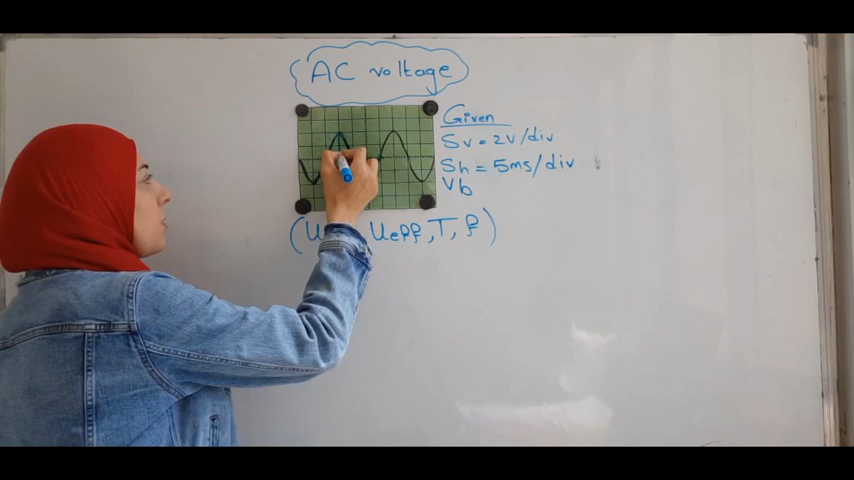 AC voltage
Given
Sv = 2V/div
Sh = 5ms/div
Vb
(U , Ueff, T, f)